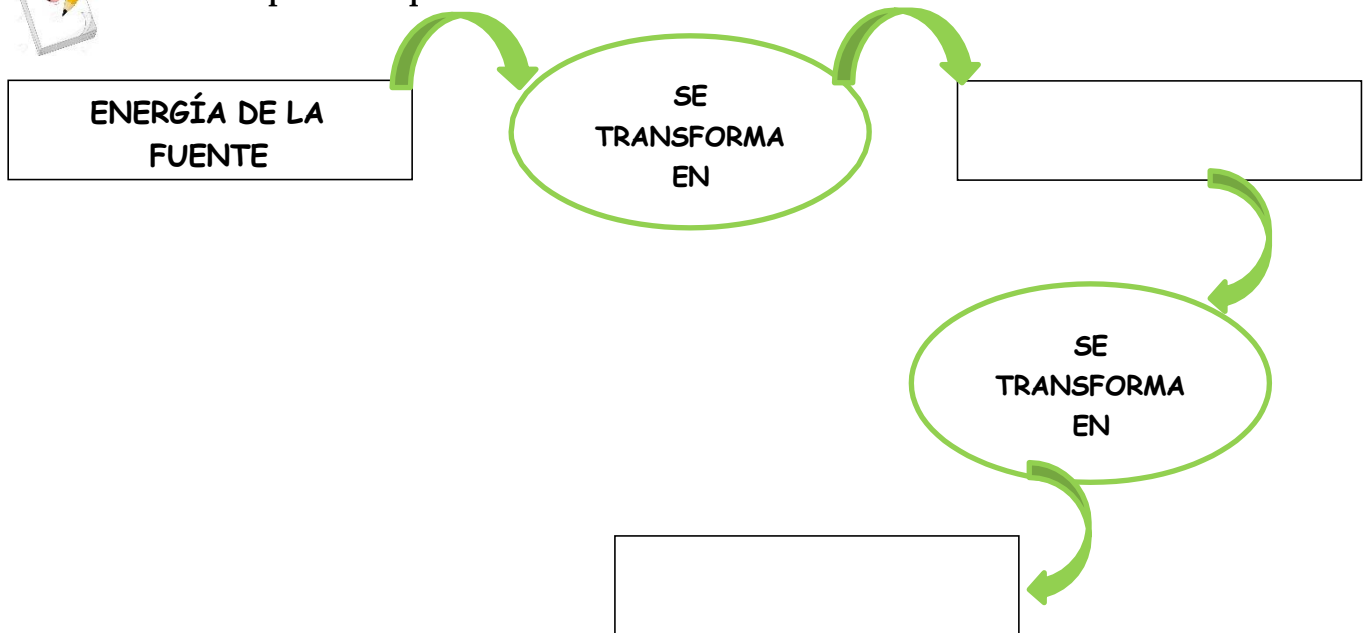 ENERGÍA DE LA
FUENTE
SE
TRANSFORMA
EN
SE
TRANSFORMA
EN